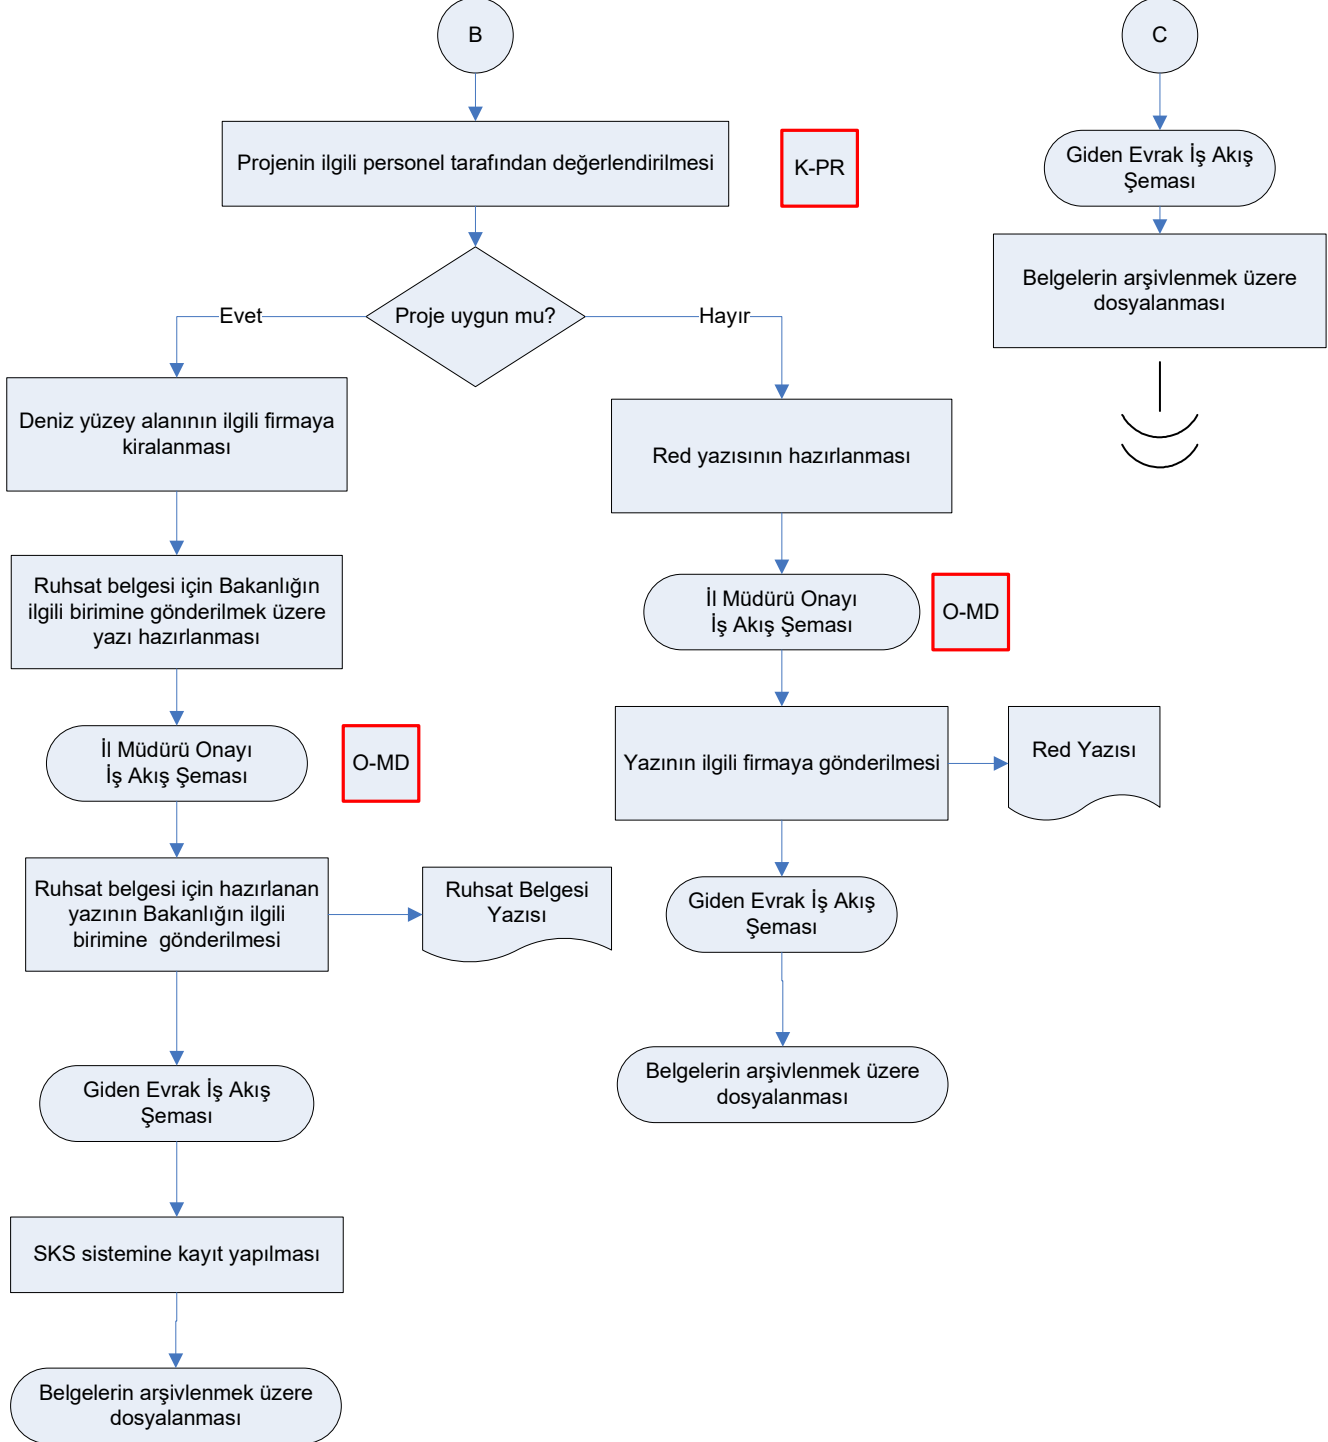 B
C
Projenin ilgili personel tarafından değerlendirilmesi
K-PR
Giden Evrak İş Akış
Şeması
Belgelerin arşivlenmek üzere
dosyalanması
Evet
Proje uygun mu?
Hayır
Deniz yüzey alanının ilgili firmaya
kiralanması
Red yazısının hazırlanması
Ruhsat belgesi için Bakanlığın
ilgili birimine gönderilmek üzere
yazı hazırlanması
İl Müdürü Onayı
İş Akış Şeması
O-MD
İl Müdürü Onayı
İş Akış Şeması
O-MD
Yazının ilgili firmaya gönderilmesi
Red Yazısı
Ruhsat belgesi için hazırlanan
yazının Bakanlığın ilgili
birimine  gönderilmesi
Ruhsat Belgesi
Yazısı
Giden Evrak İş Akış
Şeması
Giden Evrak İş Akış
Şeması
Belgelerin arşivlenmek üzere
dosyalanması
SKS sistemine kayıt yapılması
Belgelerin arşivlenmek üzere
dosyalanması